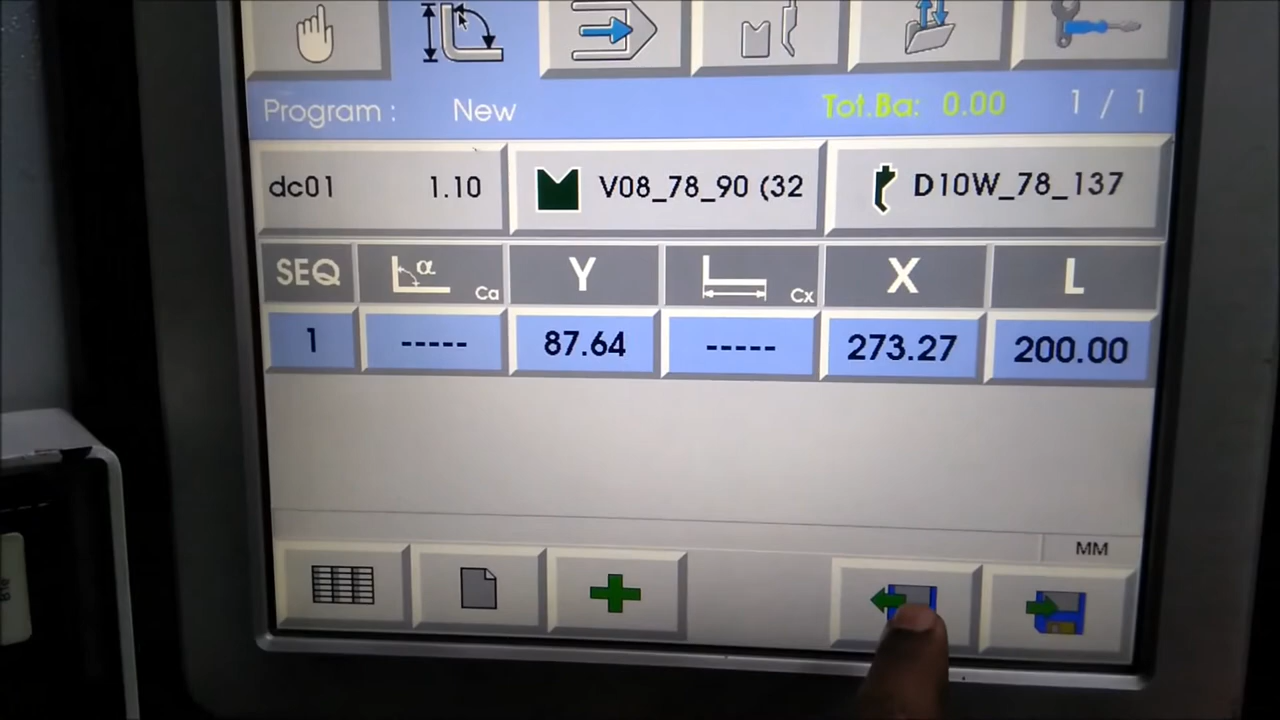 Program : New Tot.Ba: 0.00 1 / 1
dc01 1.10 V08_78_90 (32 D10W_78_137
SEQ α Ca Y Cx X L
1 ----- 87.64 ----- 273.27 200.00
MM